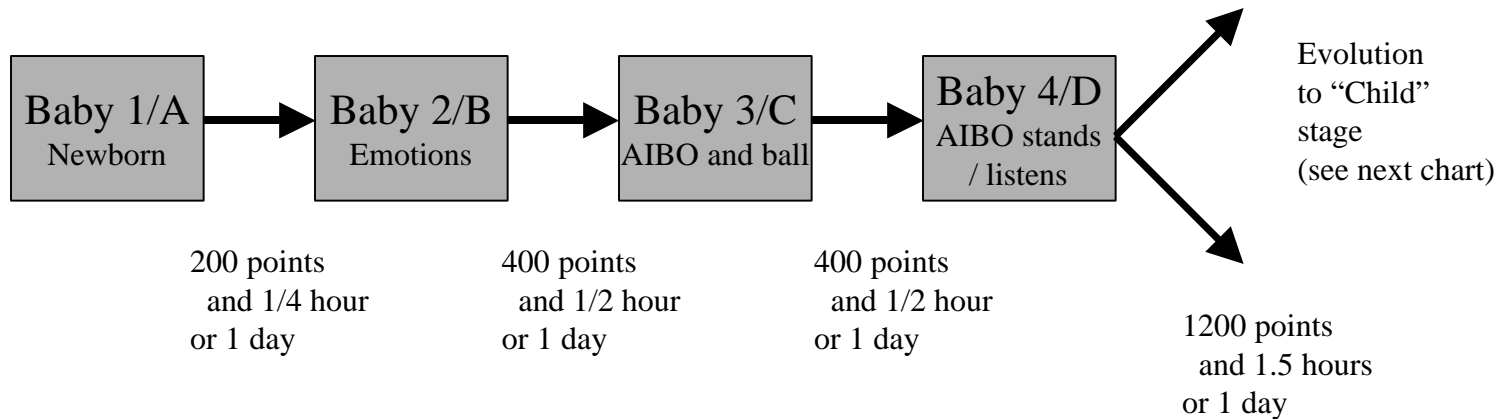 Baby 1/A
Newborn
Baby 2/B
Emotions
Baby 3/C
AIBO and ball
Baby 4/D
AIBO stands
/ listens
Evolution
to “Child”
stage
(see next chart)
200 points
and 1/4 hour
or 1 day
400 points
and 1/2 hour
or 1 day
400 points
and 1/2 hour
or 1 day
1200 points
and 1.5 hours
or 1 day